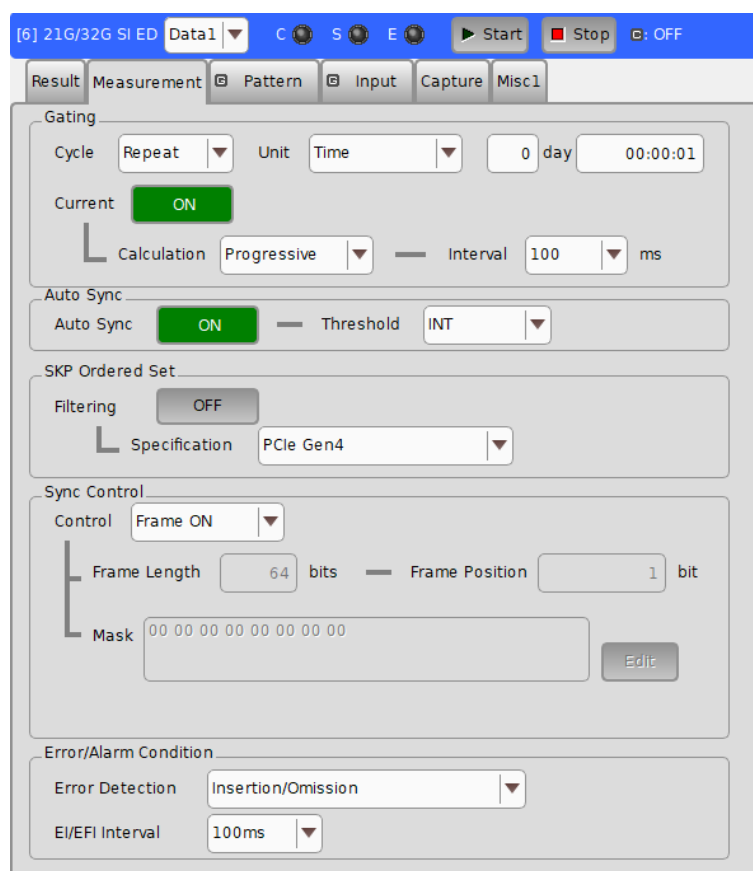 [6] 21G/32G SI ED Data1 C S E Start Stop G: OFF
Result Measurement G Pattern G Input Capture Misc1
Gating
Cycle Repeat Unit Time 0 day 00:00:01
Current ON
Calculation Progressive Interval 100 ms
Auto Sync
Auto Sync ON Threshold INT
SKP Ordered Set
Filtering OFF
Specification PCIe Gen4
Sync Control
Control Frame ON
Frame Length 64 bits Frame Position 1 bit
Mask 00 00 00 00 00 00 00 00
Edit
Error/Alarm Condition
Error Detection Insertion/Omission
EI/EFI Interval 100ms